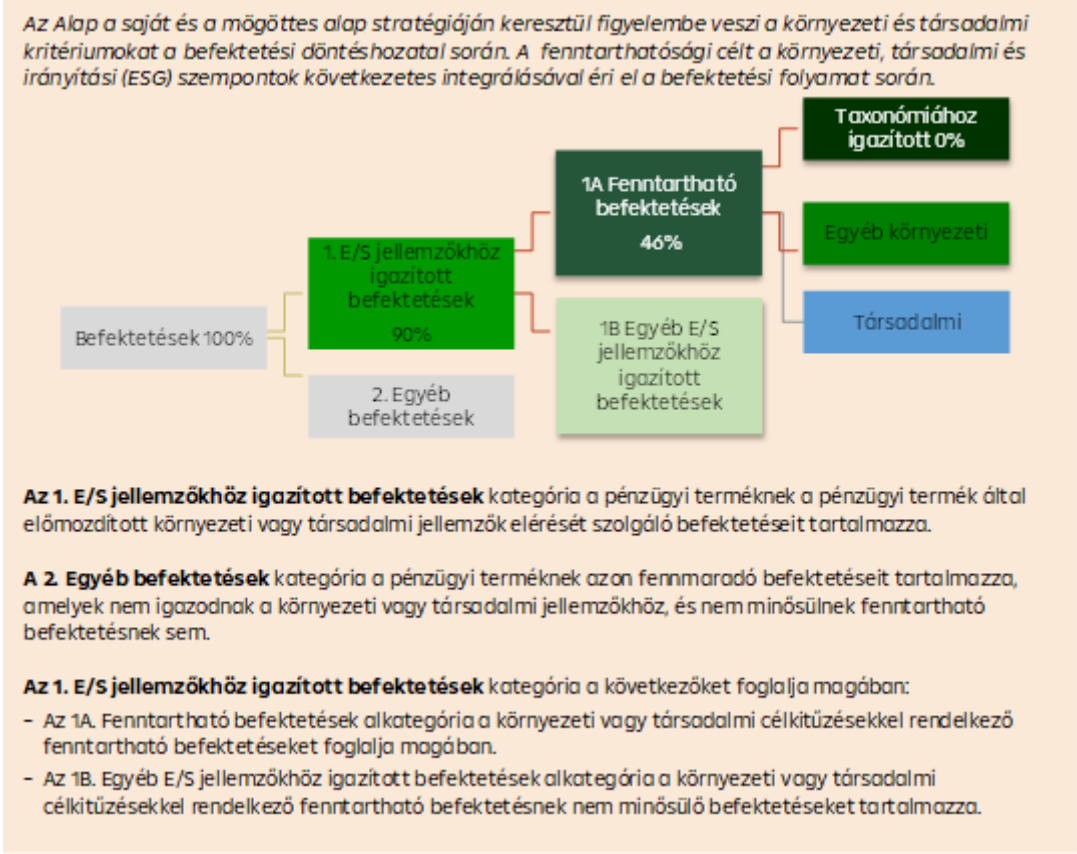 Az Alap a saját és a mögöttes alap stratégiáján keresztül figyelembe veszi a környezeti és társadalmi
kritériumokat a befektetési döntéshozatal során. A fenntarthatósági célt a környezeti, társadalmi és
irányítási (ESG) szempontok következetes integrálásával éri el a befektetési folyamat során.
Befektetések 100%
1. E/S jellemzőkhöz
igazított
befektetések
90%
2. Egyéb
befektetések
1A Fenntartható
befektetések
46%
1B Egyéb E/S
jellemzőkhöz
igazított
befektetések
Taxonómiához
igazított 0%
Egyéb környezeti
Társadalmi
Az 1. E/S jellemzőkhöz igazított befektetések kategória a pénzügyi terméknek a pénzügyi termék által
előmozdított környezeti vagy társadalmi jellemzők elérését szolgáló befektetéseit tartalmazza.
A 2. Egyéb befektetések kategória a pénzügyi terméknek azon fennmaradó befektetéseit tartalmazza,
amelyek nem igazodnak a környezeti vagy társadalmi jellemzőkhöz, és nem minősülnek fenntartható
befektetésnek sem.
Az 1. E/S jellemzőkhöz igazított befektetések kategória a következőket foglalja magában:
– Az 1A. Fenntartható befektetések alkategória a környezeti vagy társadalmi célkitűzésekkel rendelkező
fenntartható befektetéseket foglalja magában.
– Az 1B. Egyéb E/S jellemzőkhöz igazított befektetések alkategória a környezeti vagy társadalmi
célkitűzésekkel rendelkező fenntartható befektetésnek nem minősülő befektetéseket tartalmazza.